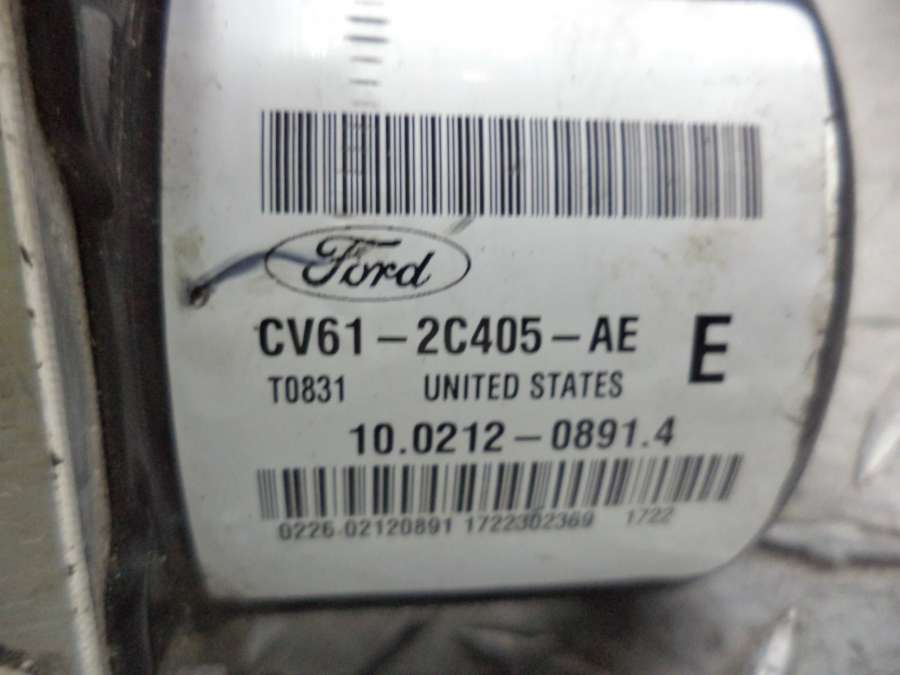 Ford
CV61-2C405-AE E
T0831 UNITED STATES
10.0212-0891.4
0226 02120891 1722302369 1722